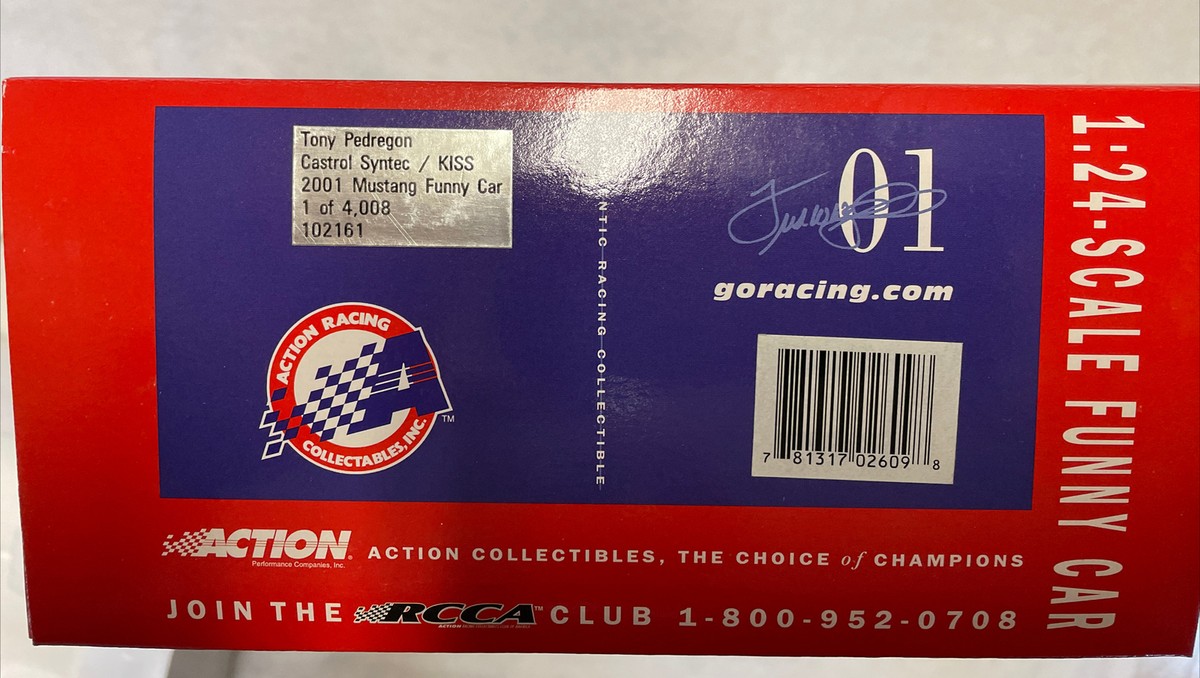 Tony Pedregon
Castrol Syntec / KISS
2001 Mustang Funny Car
1 of 4,008
102161
01
goracing.com
NTIC RACING COLLECTIBLE
ACTION RACING
COLLECTABLES, INC.
TM
7 81317 02609 8
1:24-SCALE FUNNY CAR
ACTION®
Performance Companies, Inc.
ACTION COLLECTIBLES, THE CHOICE of CHAMPIONS
JOIN THE RCCA™ CLUB 1-800-952-0708